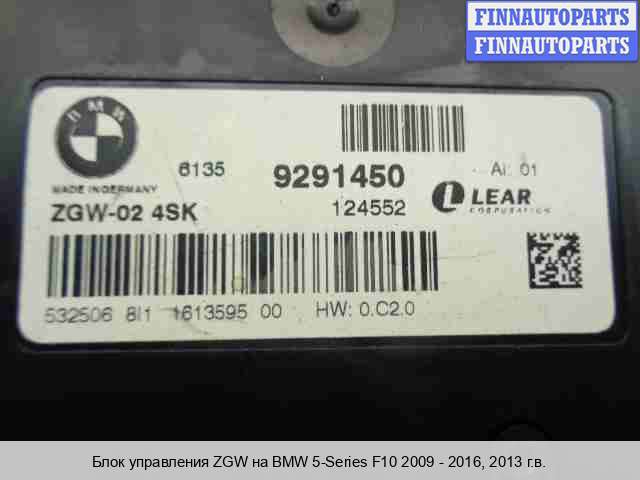 FINNAUTOPARTS
FINNAUTOPARTS
BMW
6135 9291450 AI: 01
MADE IN GERMANY
ZGW-02 4SK 124552 LEAR
CORPORATION
532506 8I1 1613595 00 HW: 0.C2.0
Блок управления ZGW на BMW 5-Series F10 2009 - 2016, 2013 г.в.